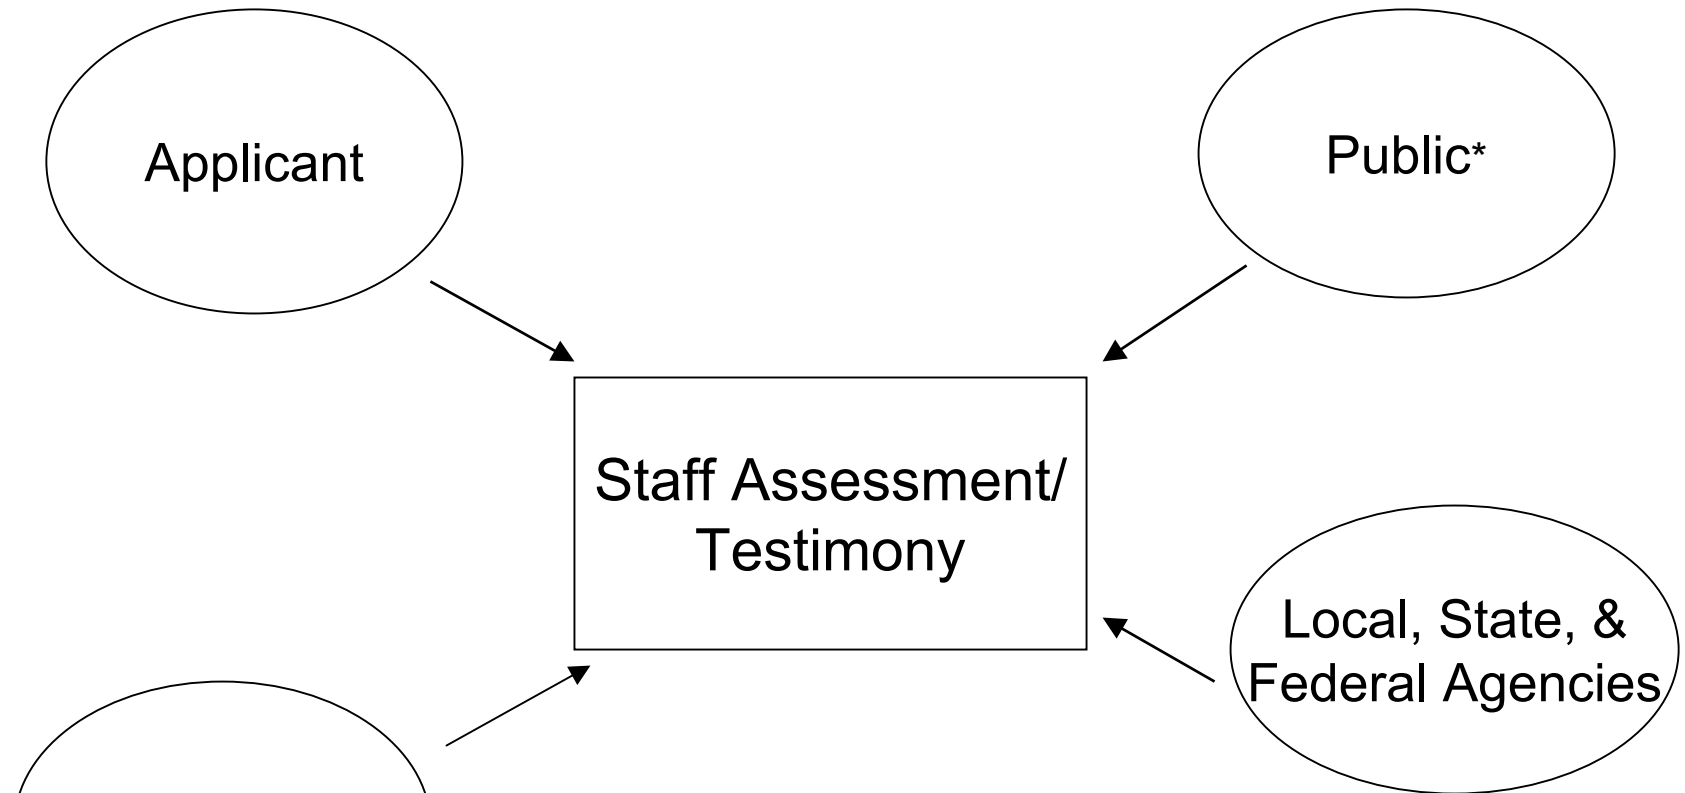 Applicant
Public*
Staff Assessment/
Testimony
Local, State, &
Federal Agencies